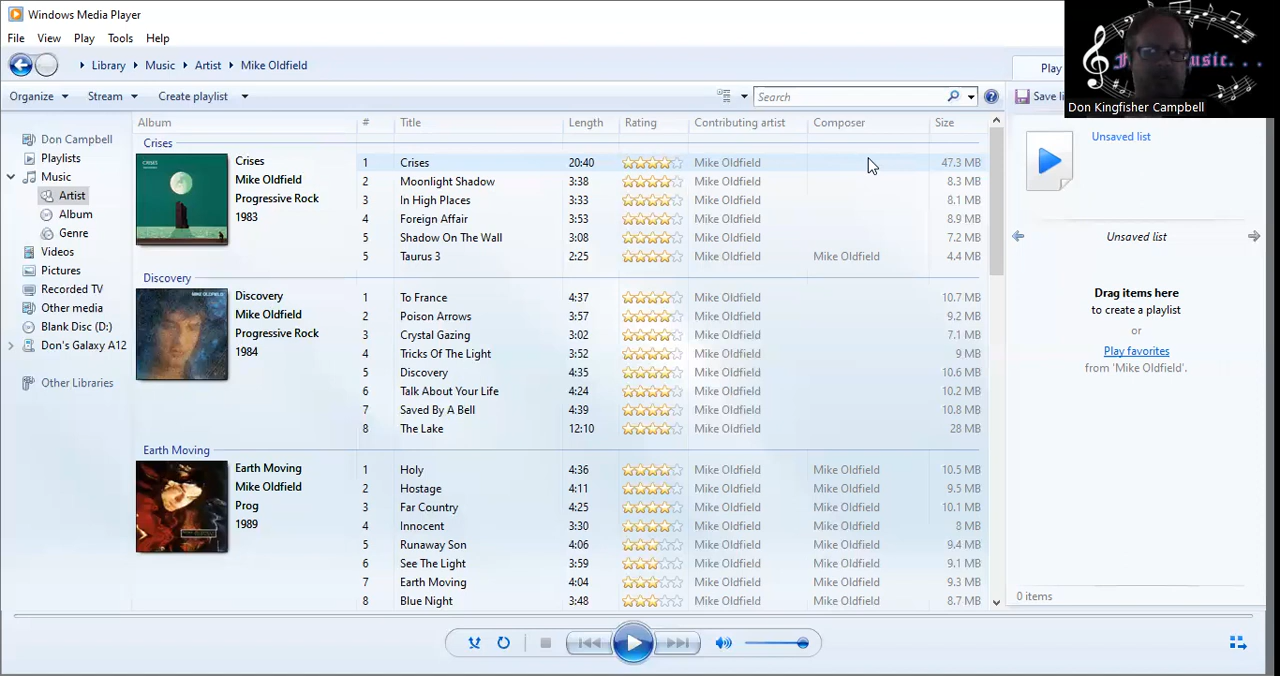 Windows Media Player
File View Play Tools Help
Library Music Artist Mike Oldfield
Play
Organize Stream Create playlist Search Save li
Don Kingfisher Campbell
Album # Title Length Rating Contributing artist Composer Size
Don Campbell
Playlists
Music
Artist
Album
Genre
Videos
Pictures
Recorded TV
Other media
Blank Disc (D:)
Don's Galaxy A12
Other Libraries
Crises
CRISES
Crises
Mike Oldfield
Progressive Rock
1983
1 Crises 20:40 Mike Oldfield 47.3 MB
2 Moonlight Shadow 3:38 Mike Oldfield 8.3 MB
3 In High Places 3:33 Mike Oldfield 8.1 MB
4 Foreign Affair 3:53 Mike Oldfield 8.9 MB
5 Shadow On The Wall 3:08 Mike Oldfield 7.2 MB
5 Taurus 3 2:25 Mike Oldfield Mike Oldfield 4.4 MB
Discovery
MIKE OLDFIELD
Discovery
Mike Oldfield
Progressive Rock
1984
1 To France 4:37 Mike Oldfield 10.7 MB
2 Poison Arrows 3:57 Mike Oldfield 9.2 MB
3 Crystal Gazing 3:02 Mike Oldfield 7.1 MB
4 Tricks Of The Light 3:52 Mike Oldfield 9 MB
5 Discovery 4:35 Mike Oldfield 10.6 MB
6 Talk About Your Life 4:24 Mike Oldfield 10.2 MB
7 Saved By A Bell 4:39 Mike Oldfield 10.8 MB
8 The Lake 12:10 Mike Oldfield 28 MB
Earth Moving
Earth Moving
Mike Oldfield
Prog
1989
1 Holy 4:36 Mike Oldfield Mike Oldfield 10.5 MB
2 Hostage 4:11 Mike Oldfield Mike Oldfield 9.5 MB
3 Far Country 4:25 Mike Oldfield Mike Oldfield 10.1 MB
4 Innocent 3:30 Mike Oldfield Mike Oldfield 8 MB
5 Runaway Son 4:06 Mike Oldfield Mike Oldfield 9.4 MB
6 See The Light 3:59 Mike Oldfield Mike Oldfield 9.1 MB
7 Earth Moving 4:04 Mike Oldfield Mike Oldfield 9.3 MB
8 Blue Night 3:48 Mike Oldfield Mike Oldfield 8.7 MB
Unsaved list
Unsaved list
Drag items here
to create a playlist
or
Play favorites
from 'Mike Oldfield'.
0 items